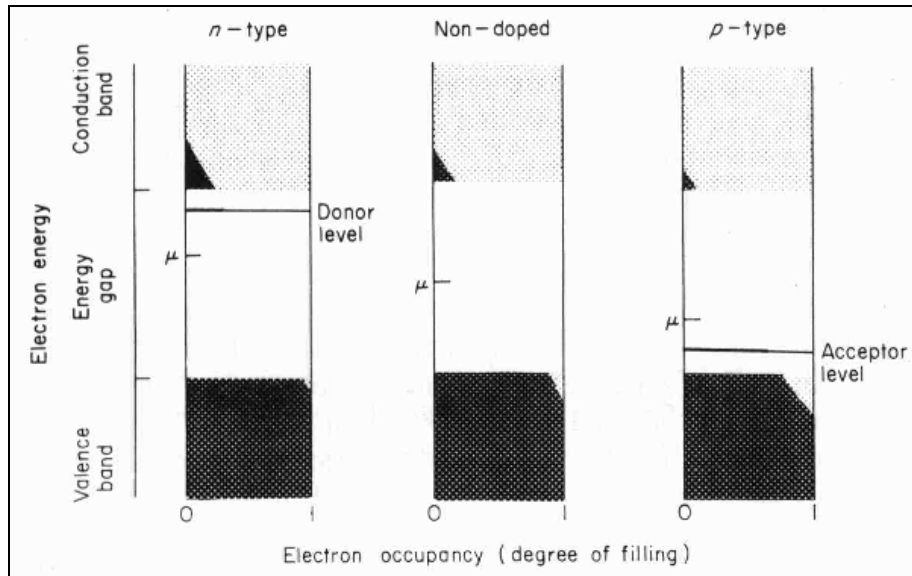 n-type
Non-doped
p-type
Conduction
band
Energy
gap
Valence
band
Electron energy
Donor
level
μ
μ
μ
Acceptor
level
0
1
0
1
0
1
Electron occupancy (degree of filling)